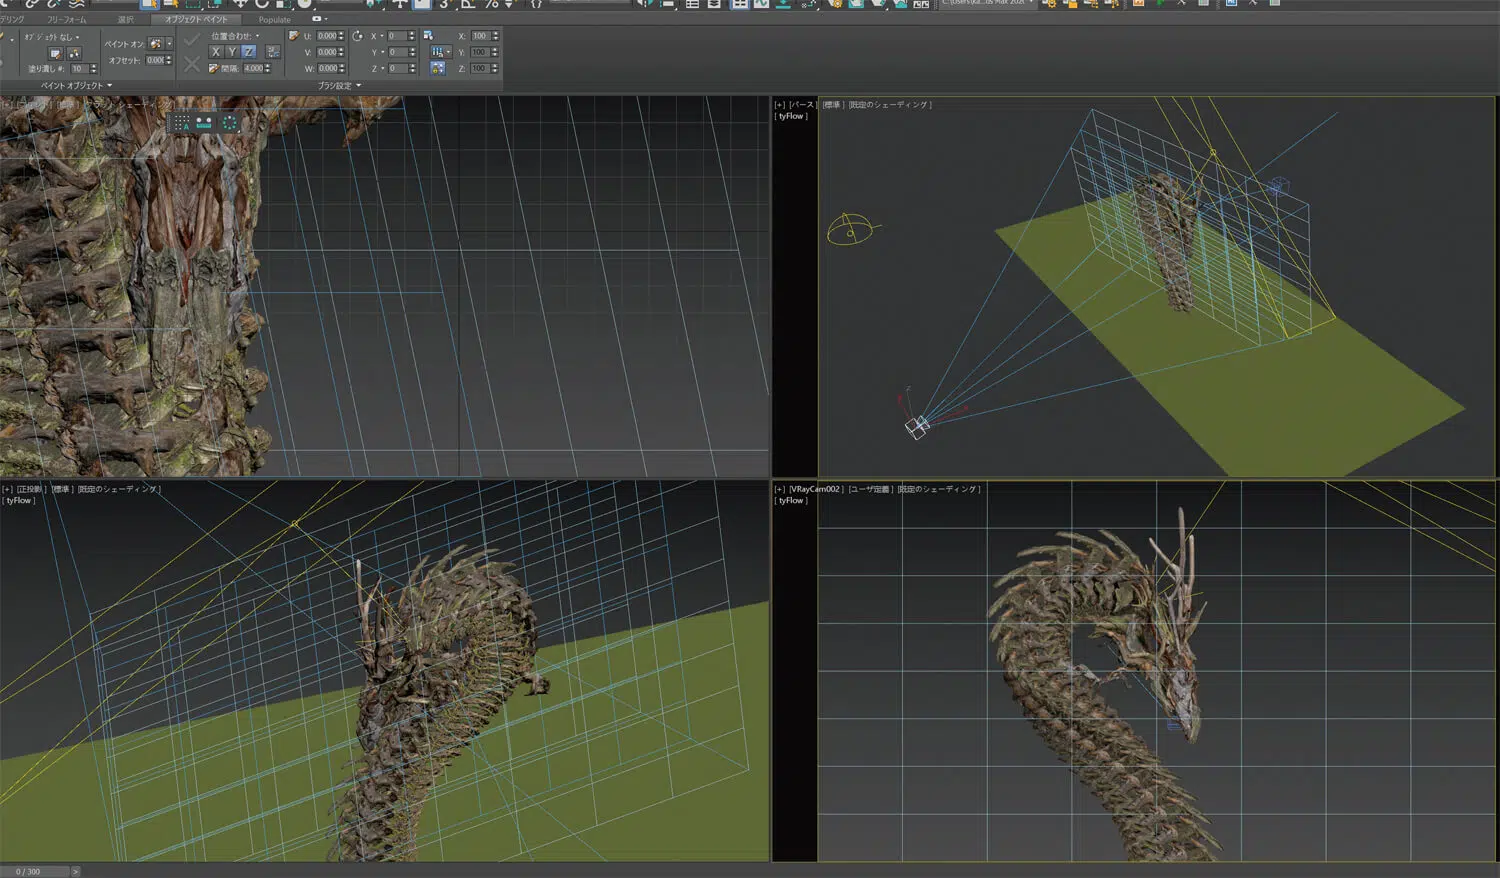 フリーフォーム 選択 オブジェクト ペイント Populate
オブジェクトなし
ペイント オン:
オフセット: 0.000
塗り潰し #: 10
位置合わせ:
X Y Z
間隔: 4.000
U: 0.000
V: 0.000
W: 0.000
X 0
Y 0
Z 0
X: 100
Y: 100
Z: 100
ペイント オブジェクト
ブラシ設定
[+] [パース] [標準] [既定のシェーディング]
[ tyFlow ]
[+] [正投影] [標準] [既定のシェーディング]
[ tyFlow ]
[+] [VRayCam002] [ユーザ定義] [既定のシェーディング]
[ tyFlow ]
0 / 300
>